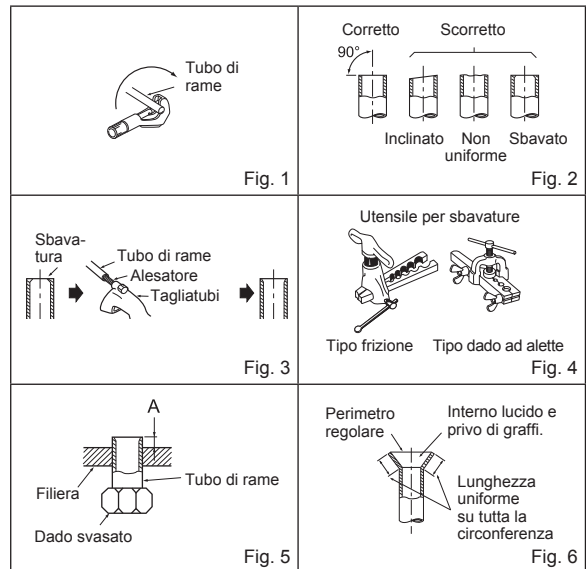 Tubo di
rame
Fig. 1
Corretto
Scorretto
90°
Inclinato
Non
uniforme
Sbavato
Fig. 2
Sbava-
tura
Tubo di rame
Alesatore
Tagliatubi
Fig. 3
Utensile per sbavature
Tipo frizione
Tipo dado ad alette
Fig. 4
A
Tubo di rame
Filiera
Dado svasato
Fig. 5
Perimetro
regolare
Interno lucido e
privo di graffi.
Lunghezza
uniforme
su tutta la
circonferenza
Fig. 6